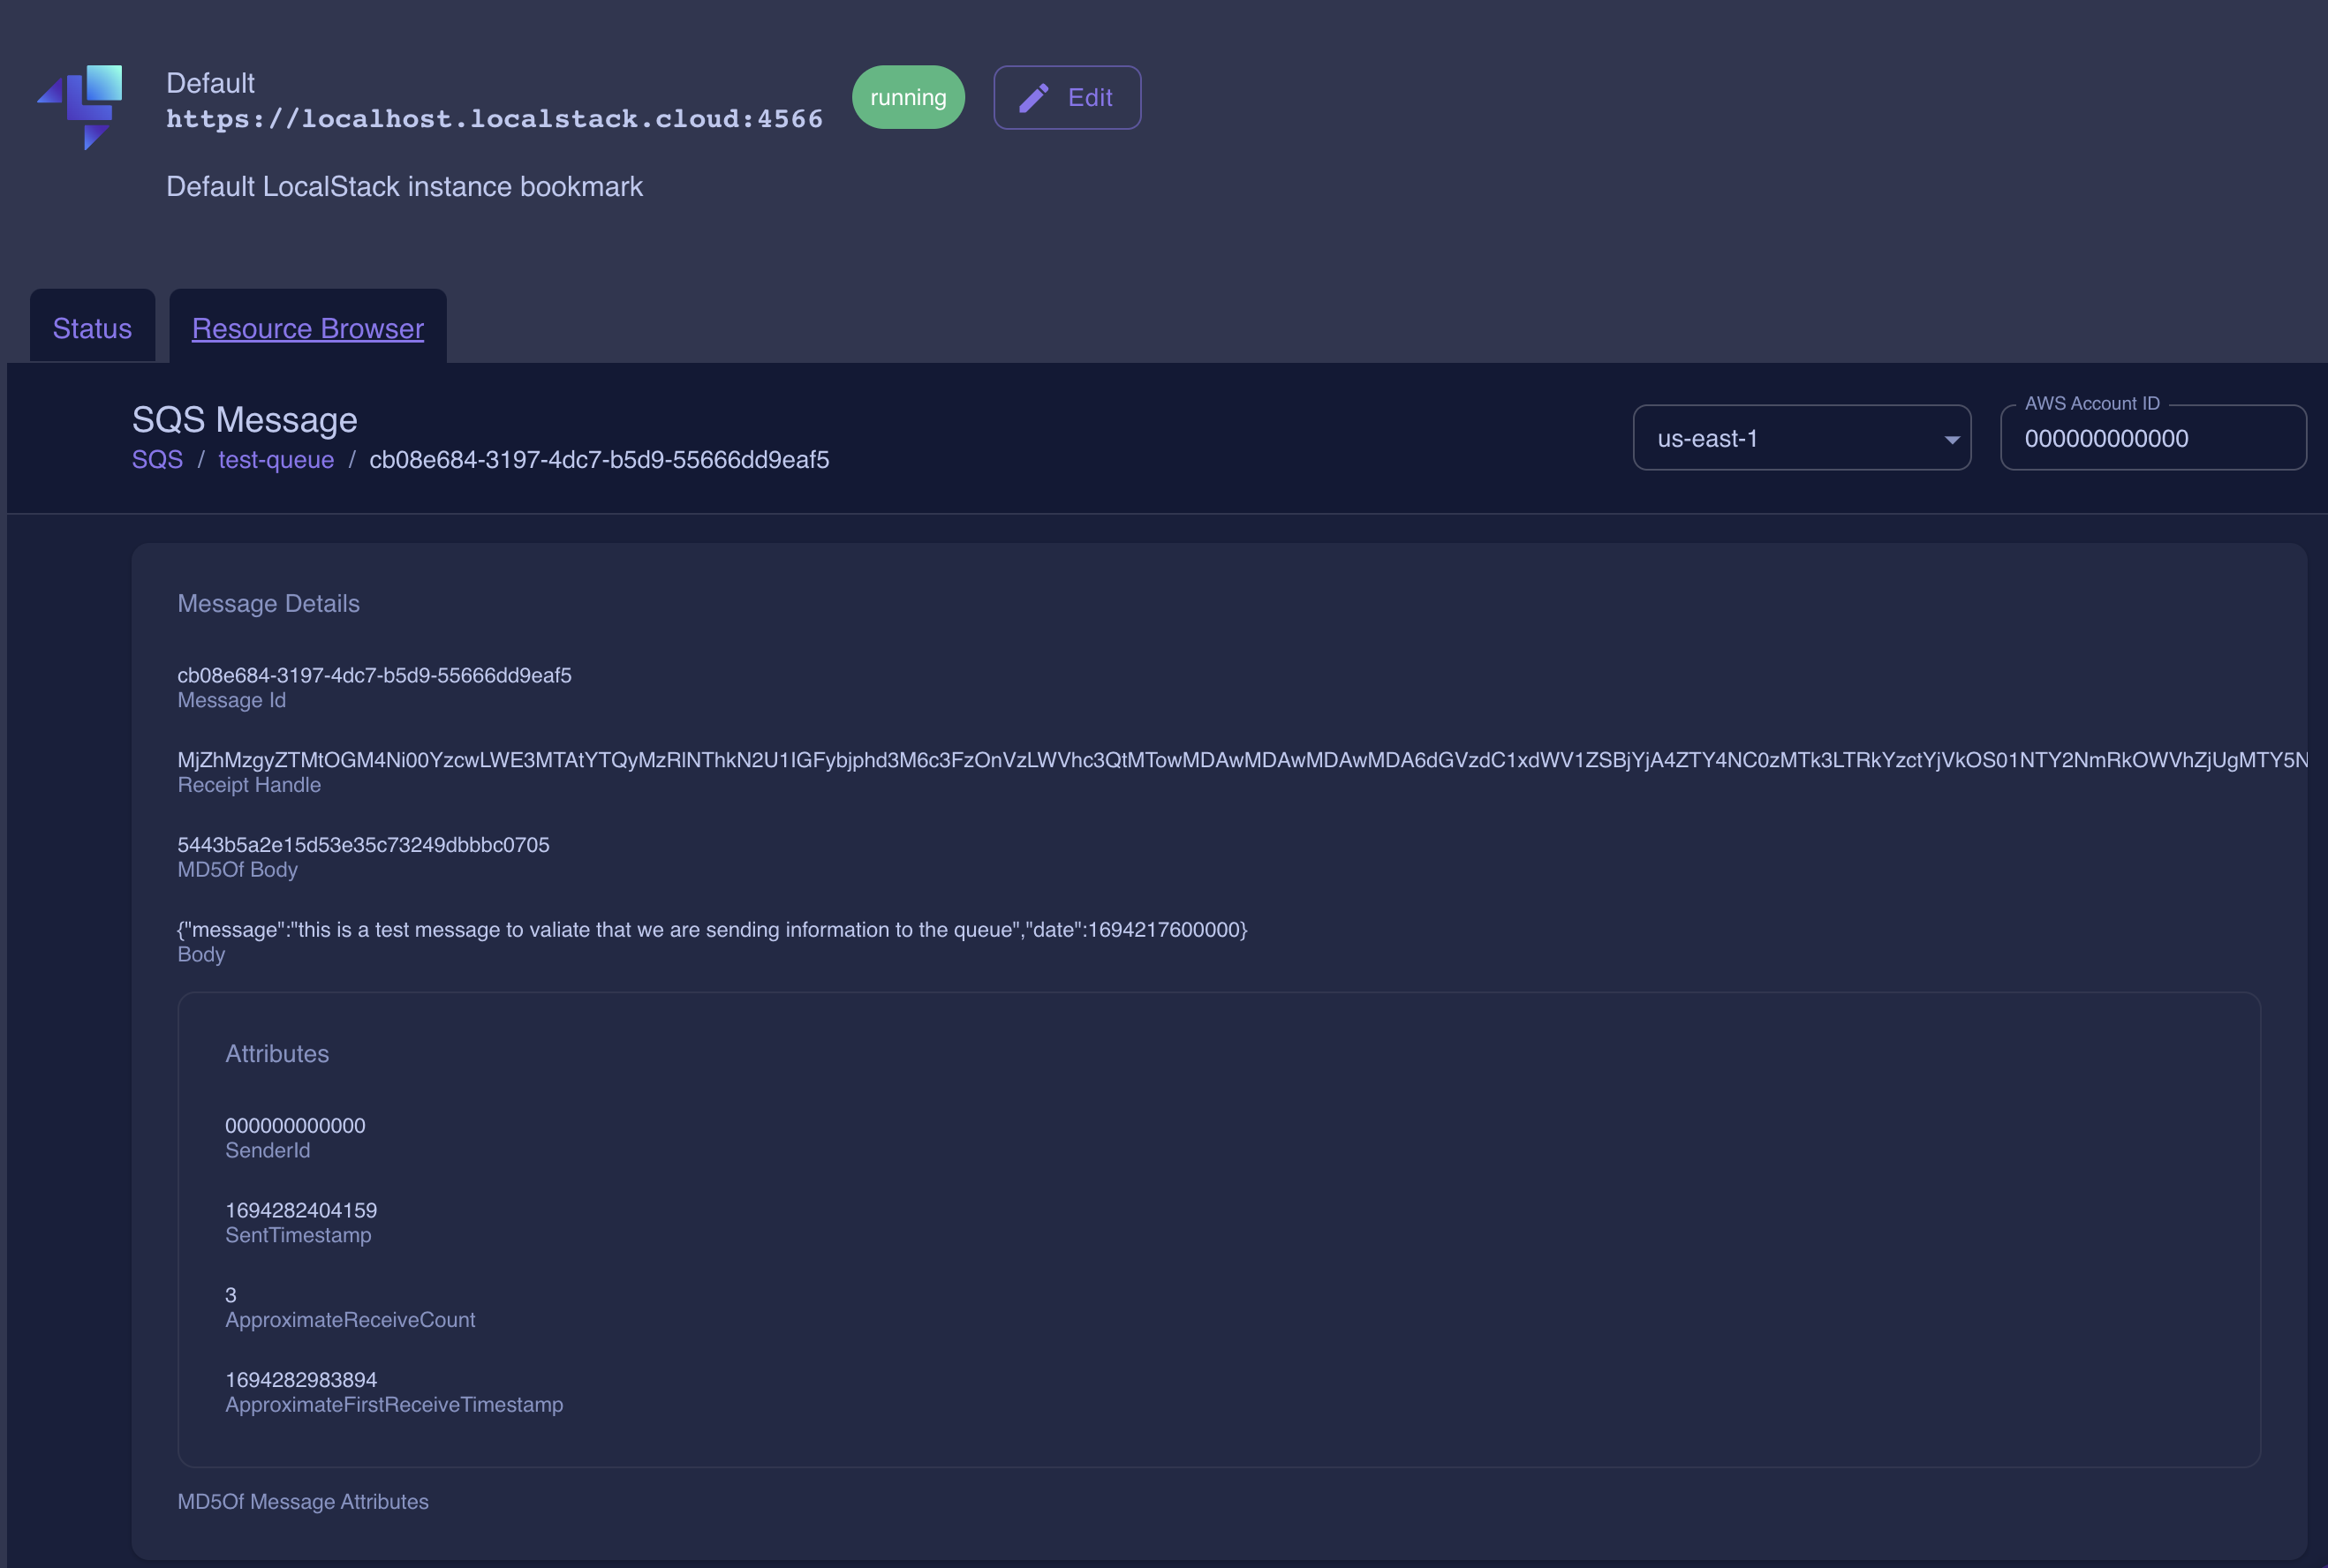 Default
https://localhost.localstack.cloud:4566
running
Edit
Default LocalStack instance bookmark
Status
Resource Browser
SQS Message
SQS / test-queue / cb08e684-3197-4dc7-b5d9-55666dd9eaf5
us-east-1
AWS Account ID
000000000000
Message Details
cb08e684-3197-4dc7-b5d9-55666dd9eaf5
Message Id
MjZhMzgyZTMtOGM4Ni00YzcwLWE3MTAtYTQyMzRlNThkN2U1IGFybjphd3M6c3FzOnVzLWVhc3QtMTowMDAwMDAwMDAwMDA6dGVzdC1xdWV1ZSBjYjA4ZTY4NC0zMTk3LTRkYzctYjVkOS01NTY2NmRkOWVhZjUgMTY5N
Receipt Handle
5443b5a2e15d53e35c73249dbbbc0705
MD5Of Body
{"message":"this is a test message to valiate that we are sending information to the queue","date":1694217600000}
Body
Attributes
000000000000
SenderId
1694282404159
SentTimestamp
3
ApproximateReceiveCount
1694282983894
ApproximateFirstReceiveTimestamp
MD5Of Message Attributes